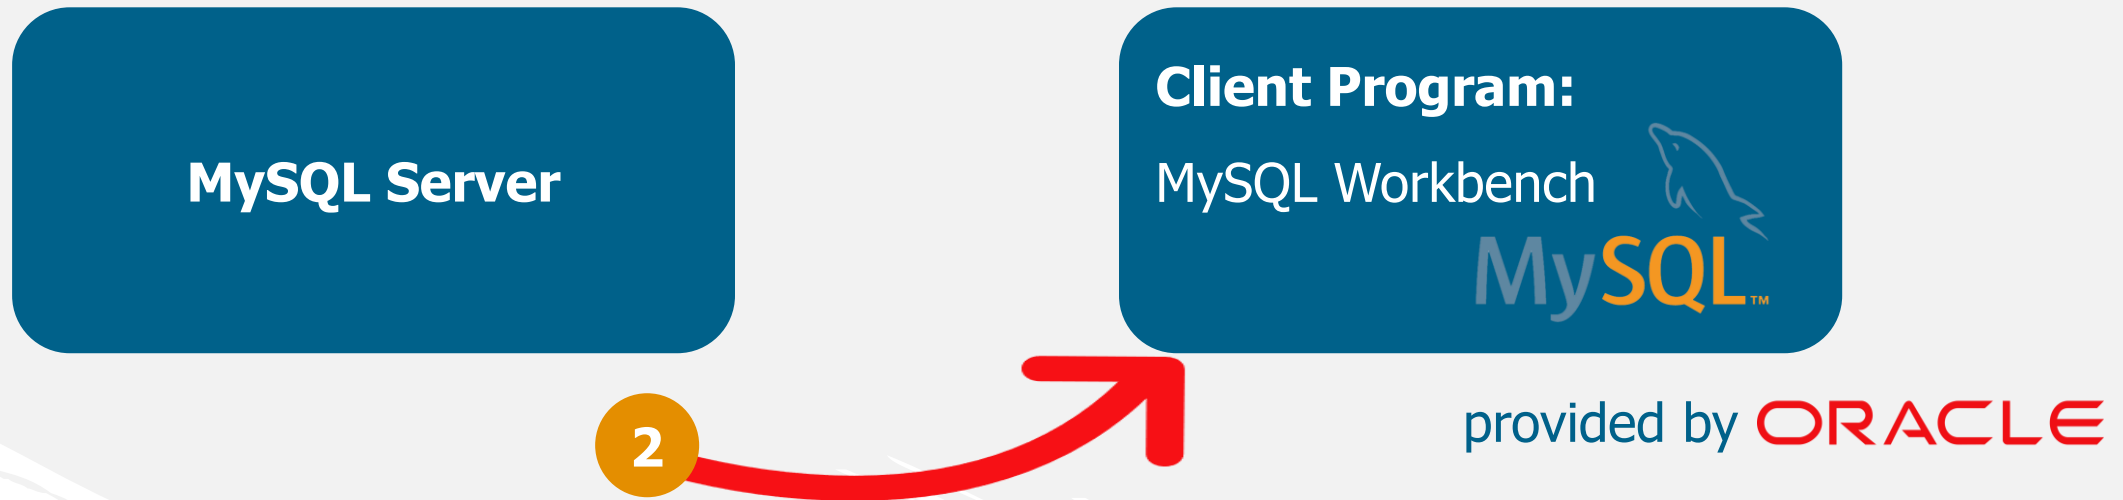 MySQL Server
Client Program:
MySQL Workbench
MySQL™
2
provided by ORACLE